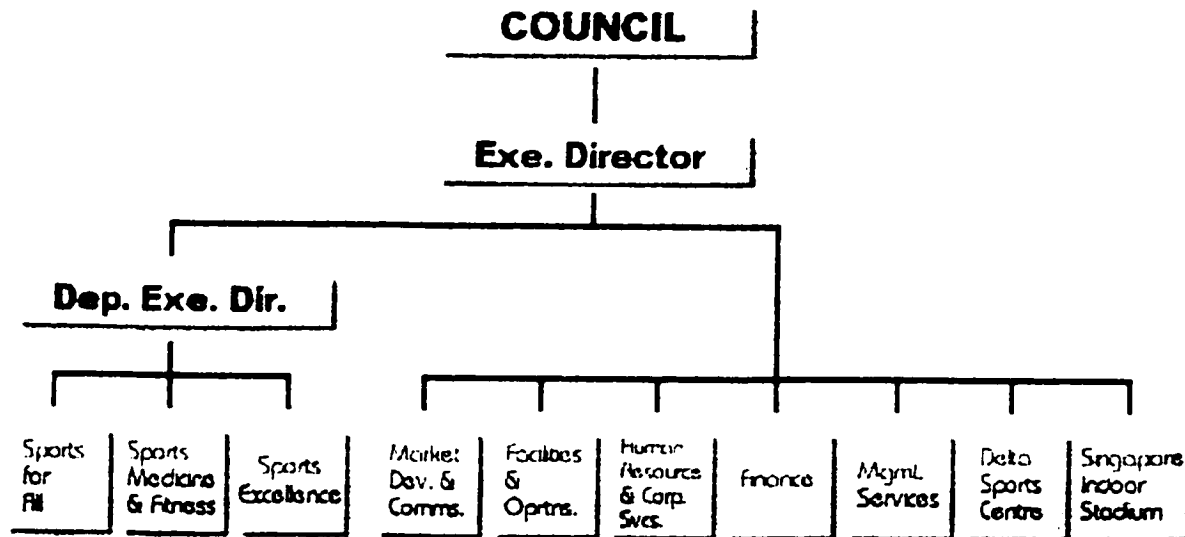 COUNCIL
Exe. Director
Dep. Exe. Dir.
Sports
for
All
Sports
Medicine
& Fitness
Sports
Excellence
Market
Dev. &
Comms.
Facilities
&
Oprtns.
Human
Resource
& Corp.
Svcs.
Finance
Mgmt.
Services
Delta
Sports
Centre
Singapore
Indoor
Stadium